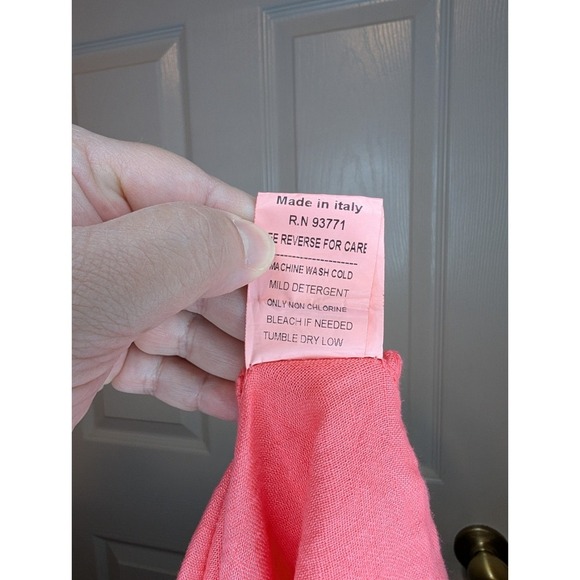 Made in italy
R.N 93771
EE REVERSE FOR CARE
MACHINE WASH COLD
MILD DETERGENT
ONLY NON CHLORINE
BLEACH IF NEEDED
TUMBLE DRY LOW